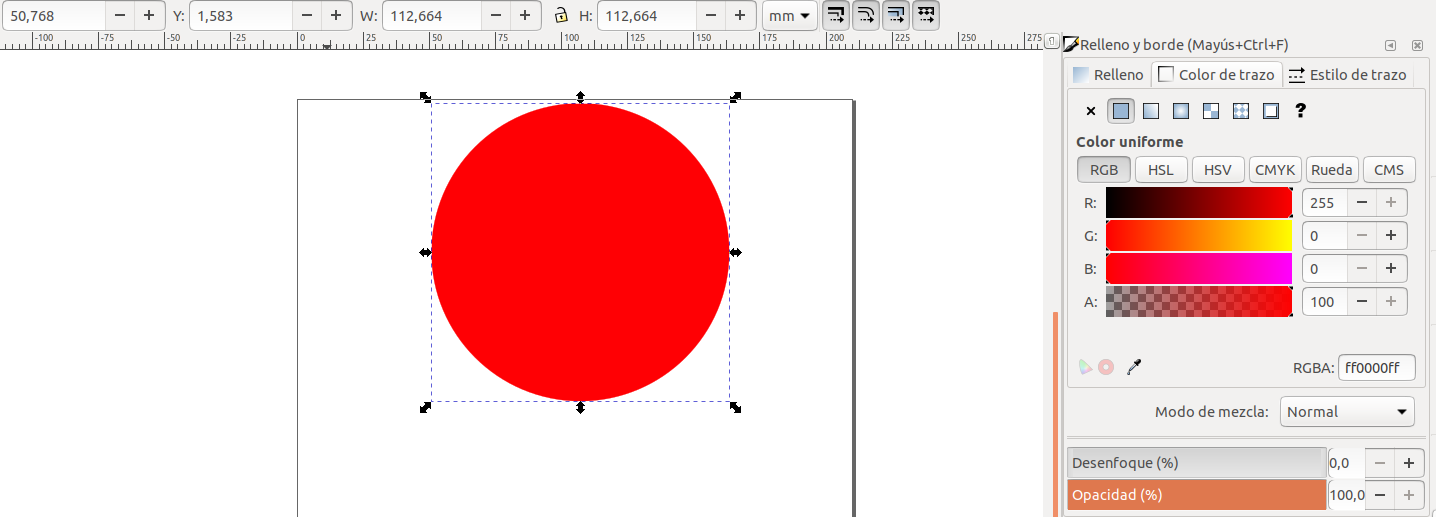 50,768 − + Y: 1,583 − + W: 112,664 − + H: 112,664 − + mm
-100 -75 -50 -25 0 25 50 75 100 125 150 175 200 225 250 275
Relleno y borde (Mayús+Ctrl+F)
Relleno Color de trazo Estilo de trazo
?
Color uniforme
RGB HSL HSV CMYK Rueda CMS
R: 255 − +
G: 0 − +
B: 0 − +
A: 100 − +
RGBA: ff0000ff
Modo de mezcla: Normal
Desenfoque (%) 0,0 − +
Opacidad (%) 100,0 − +